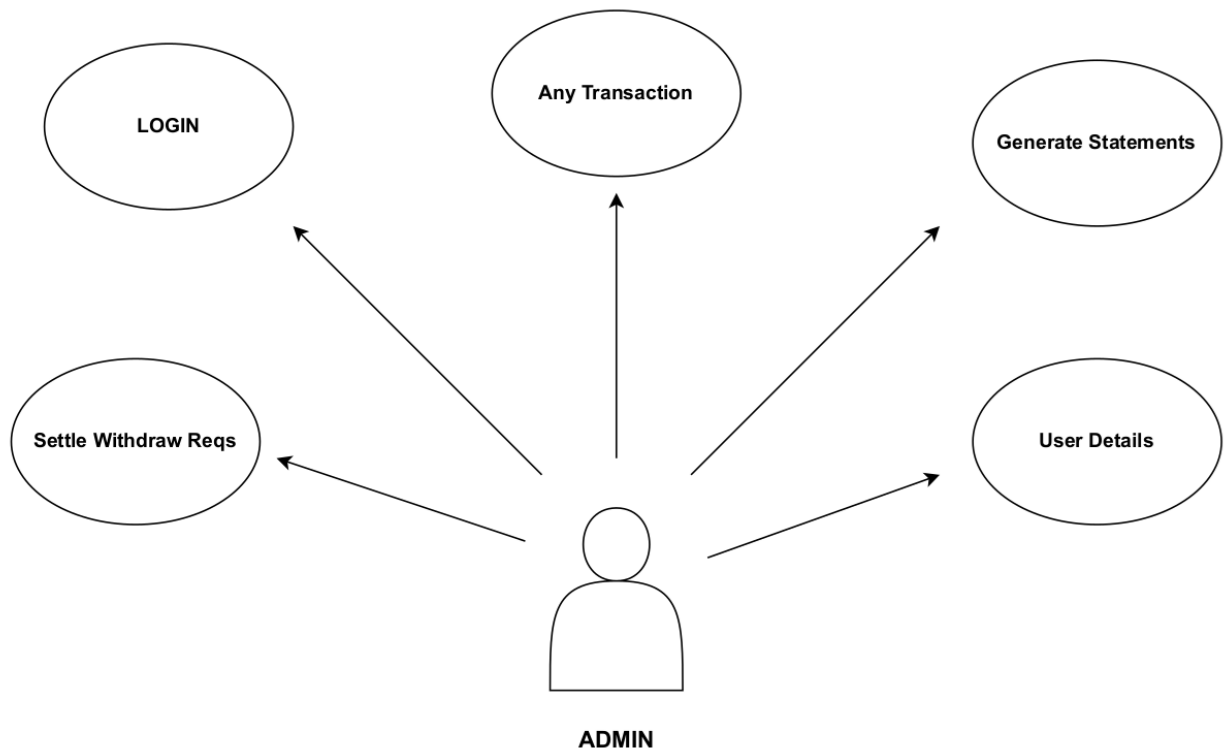 LOGIN
Any Transaction
Generate Statements
Settle Withdraw Reqs
User Details
ADMIN